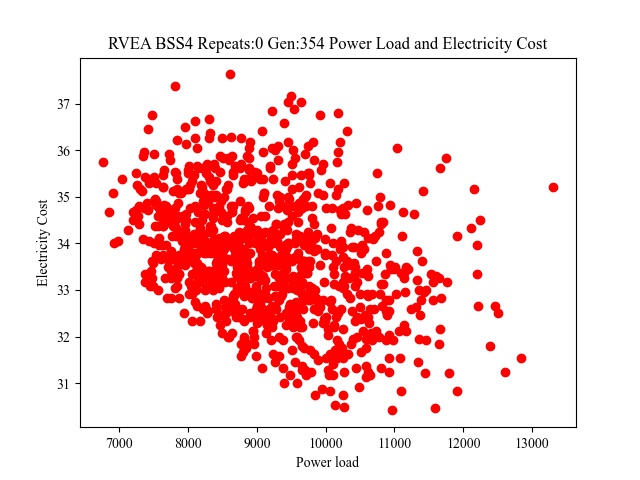 RVEA BSS4 Repeats:0 Gen:354 Power Load and Electricity Cost
37
36
35
34
33
32
31
Electricity Cost
7000 8000 9000 10000 11000 12000 13000
Power load